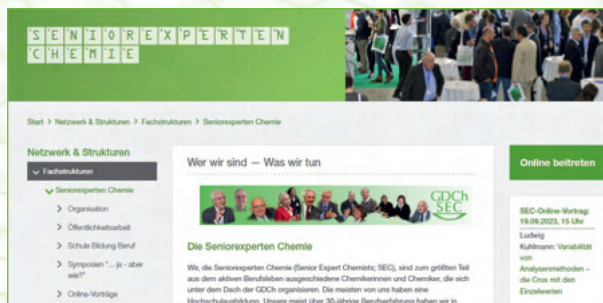 SENIOREXPERTEN
CHEMIE
Start > Netzwerk & Strukturen > Fachstrukturen > Seniorexperten Chemie
Netzwerk & Strukturen
Fachstrukturen
Seniorexperten Chemie
> Organisation
> Öffentlichkeitsarbeit
> Schule Bildung Beruf
> Symposien "... ja - aber
wie?"
> Online-Vorträge
Wer wir sind — Was wir tun
GDCh
SEC
Die Seniorexperten Chemie
Wir, die Seniorexperten Chemie (Senior Expert Chemists; SEC), sind zum größten Teil
aus dem aktiven Berufsleben ausgeschiedene Chemikerinnen und Chemiker, die sich
unter dem Dach der GDCh organisieren. Die meisten von uns haben eine
Hochschulausbildung. Unsere meist über 30-jährige Berufserfahrung haben wir in
Online beitreten
SEC-Online-Vortrag:
19.09.2023, 15 Uhr
Ludwig
Kuhlmann: Variabilität
von
Analysenmethoden –
die Crux mit den
Einzelwerten